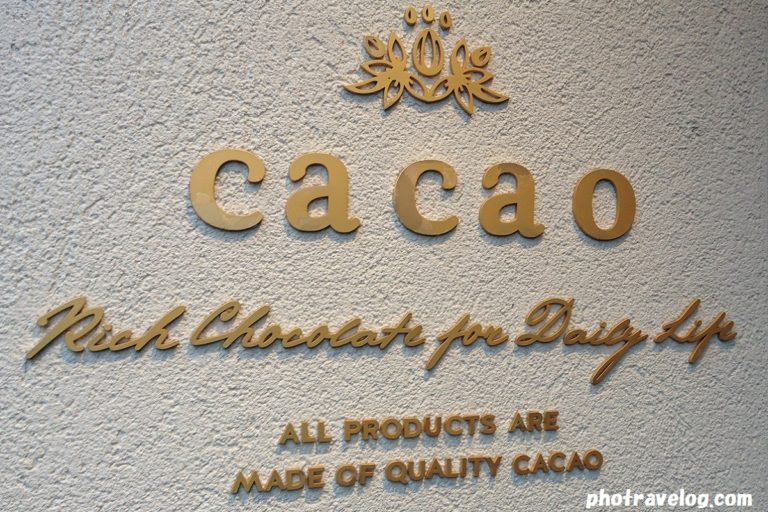 cacao
Rich Chocolate for Daily Life
ALL PRODUCTS ARE
MADE OF QUALITY CACAO
photravelog.com